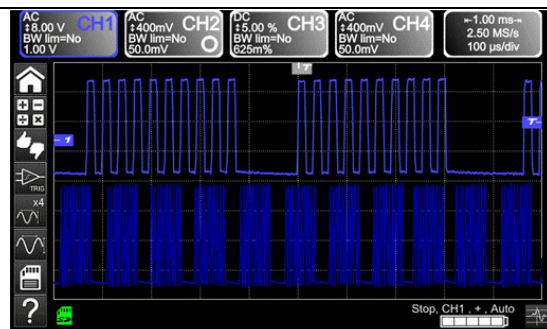 AC CH1
↕8.00 V
BW lim=No
1.00 V
AC CH2
↕400mV
BW lim=No
50.0mV
DC CH3
↕5.00 %
BW lim=No
625m%
AC CH4
↕400mV
BW lim=No
50.0mV
⇤1.00 ms⇥
2.50 MS/s
100 µs/div
T
T
1
TRIG
x4
?
Stop, CH1 , + , Auto